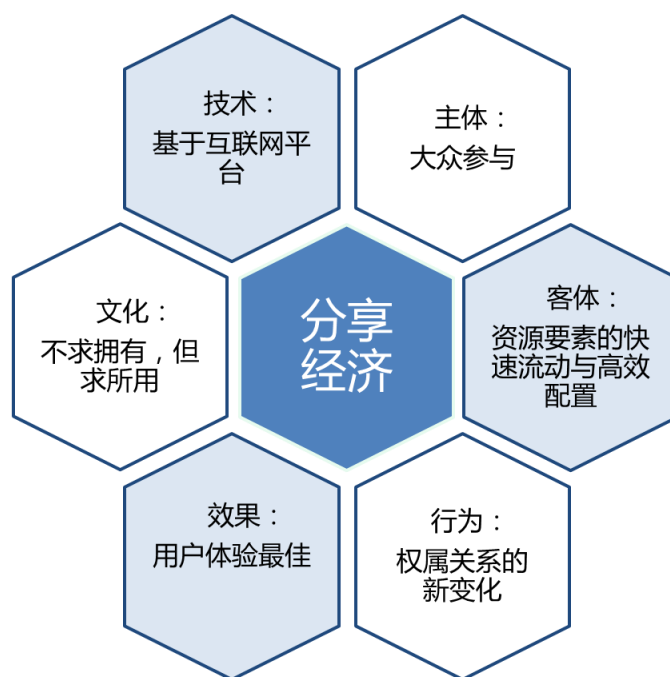 技术：
基于互联网平
台
主体：
大众参与
文化：
不求拥有，但
求所用
分享
经济
客体：
资源要素的快
速流动与高效
配置
效果：
用户体验最佳
行为：
权属关系的
新变化